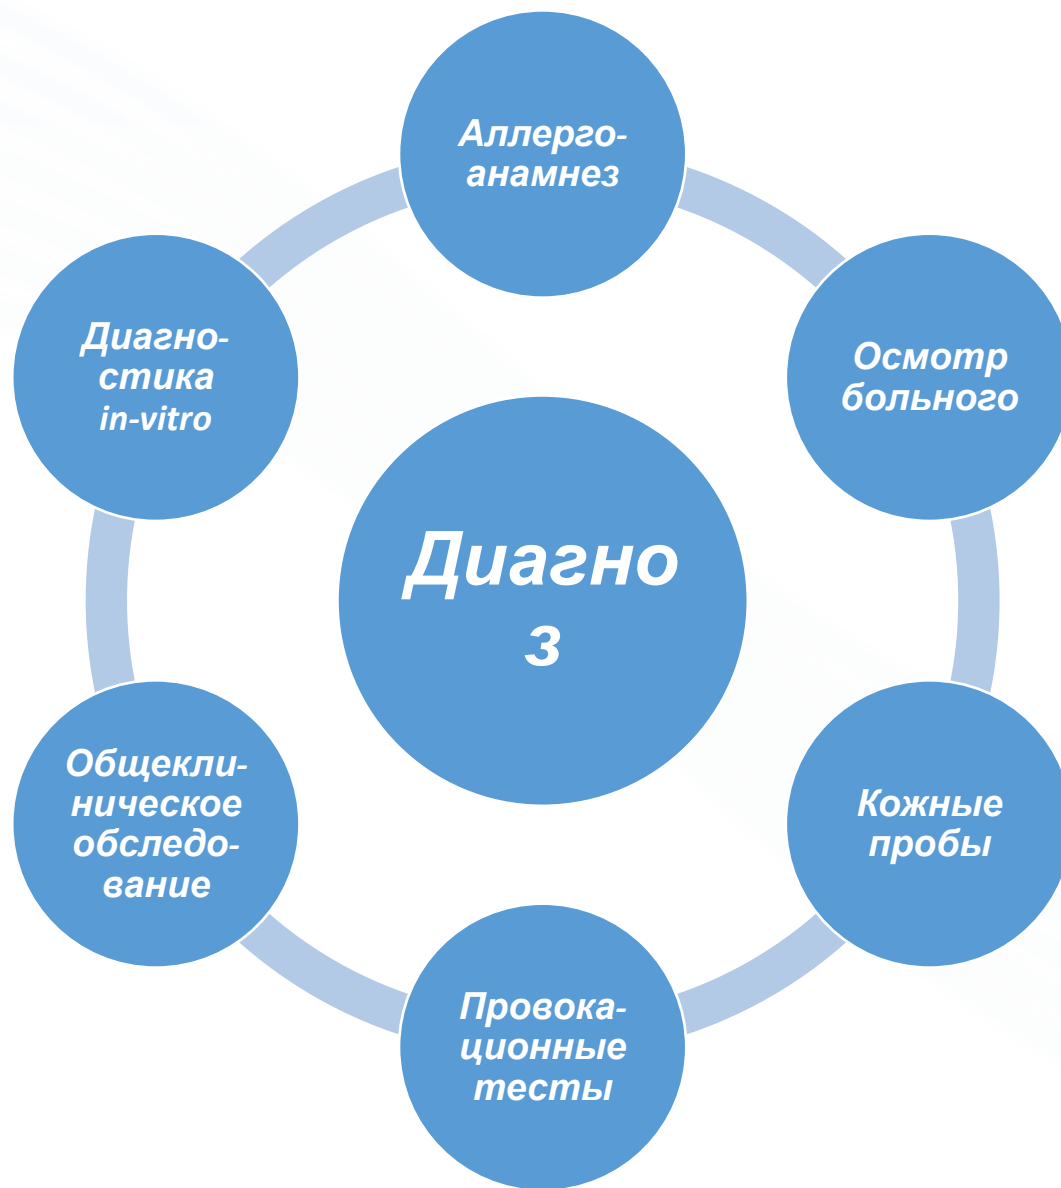 Аллерго-
анамнез
Осмотр
больного
Кожные
пробы
Провока-
ционные
тесты
Общекли-
ническое
обследо-
вание
Диагно-
стика
in-vitro
Диагно
з